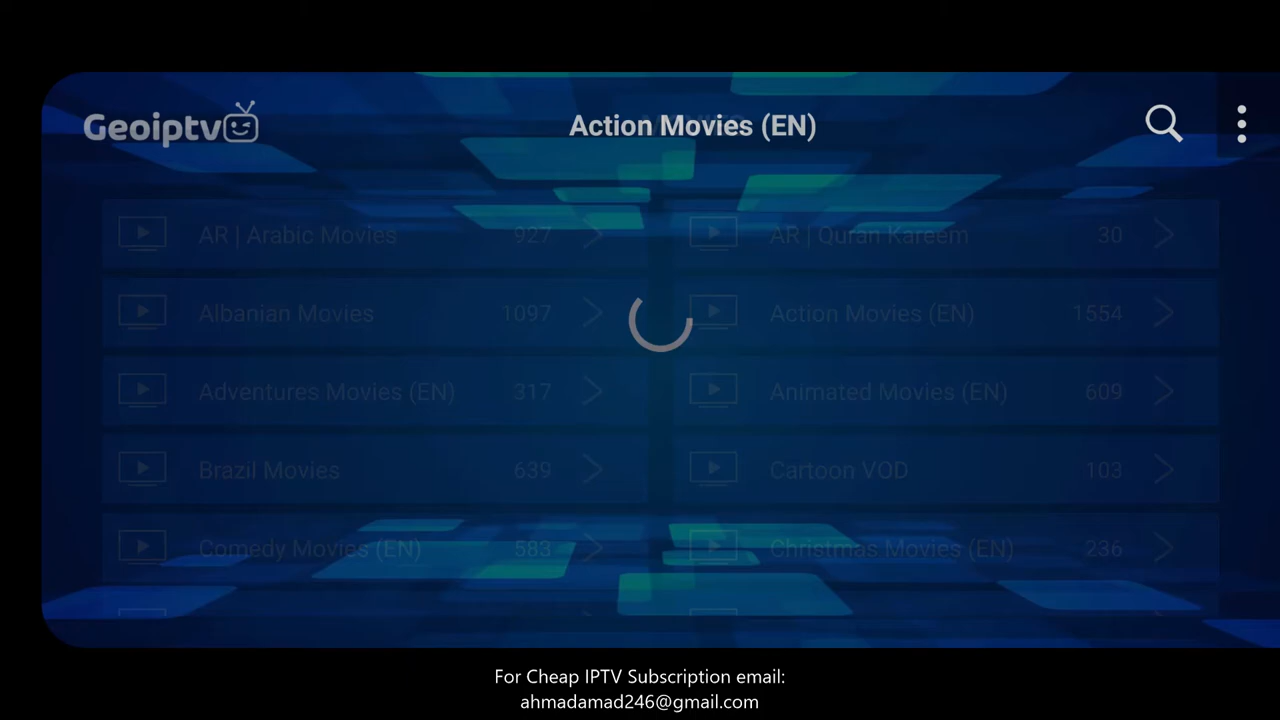 Geoiptv
Action Movies (EN)
AR | Arabic Movies 927
AR | Quran Kareem 30
Albanian Movies 1097
Action Movies (EN) 1554
Adventures Movies (EN) 317
Animated Movies (EN) 609
Brazil Movies 639
Cartoon VOD 103
Comedy Movies (EN) 583
Christmas Movies (EN) 236
For Cheap IPTV Subscription email:
ahmadamad246@gmail.com